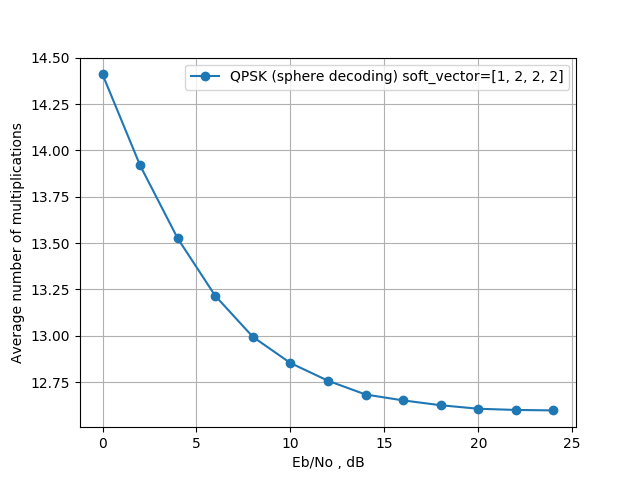 14.50
14.25
14.00
13.75
13.50
13.25
13.00
12.75
Average number of multiplications
QPSK (sphere decoding) soft_vector=[1, 2, 2, 2]
0 5 10 15 20 25
Eb/No , dB